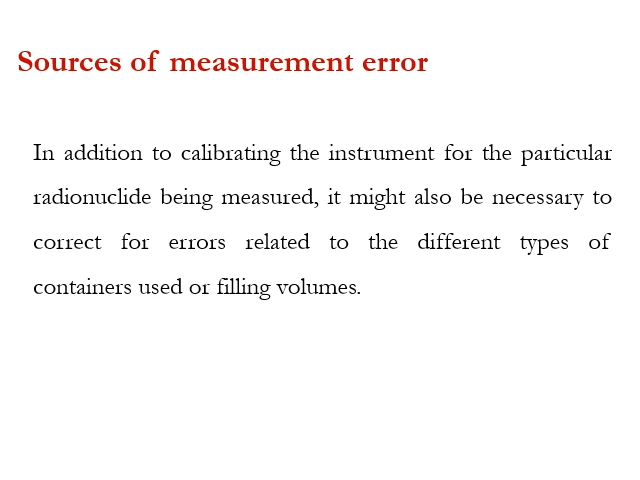 Sources of measurement error
In addition to calibrating the instrument for the particular
radionuclide being measured, it might also be necessary to
correct for errors related to the different types of
containers used or filling volumes.